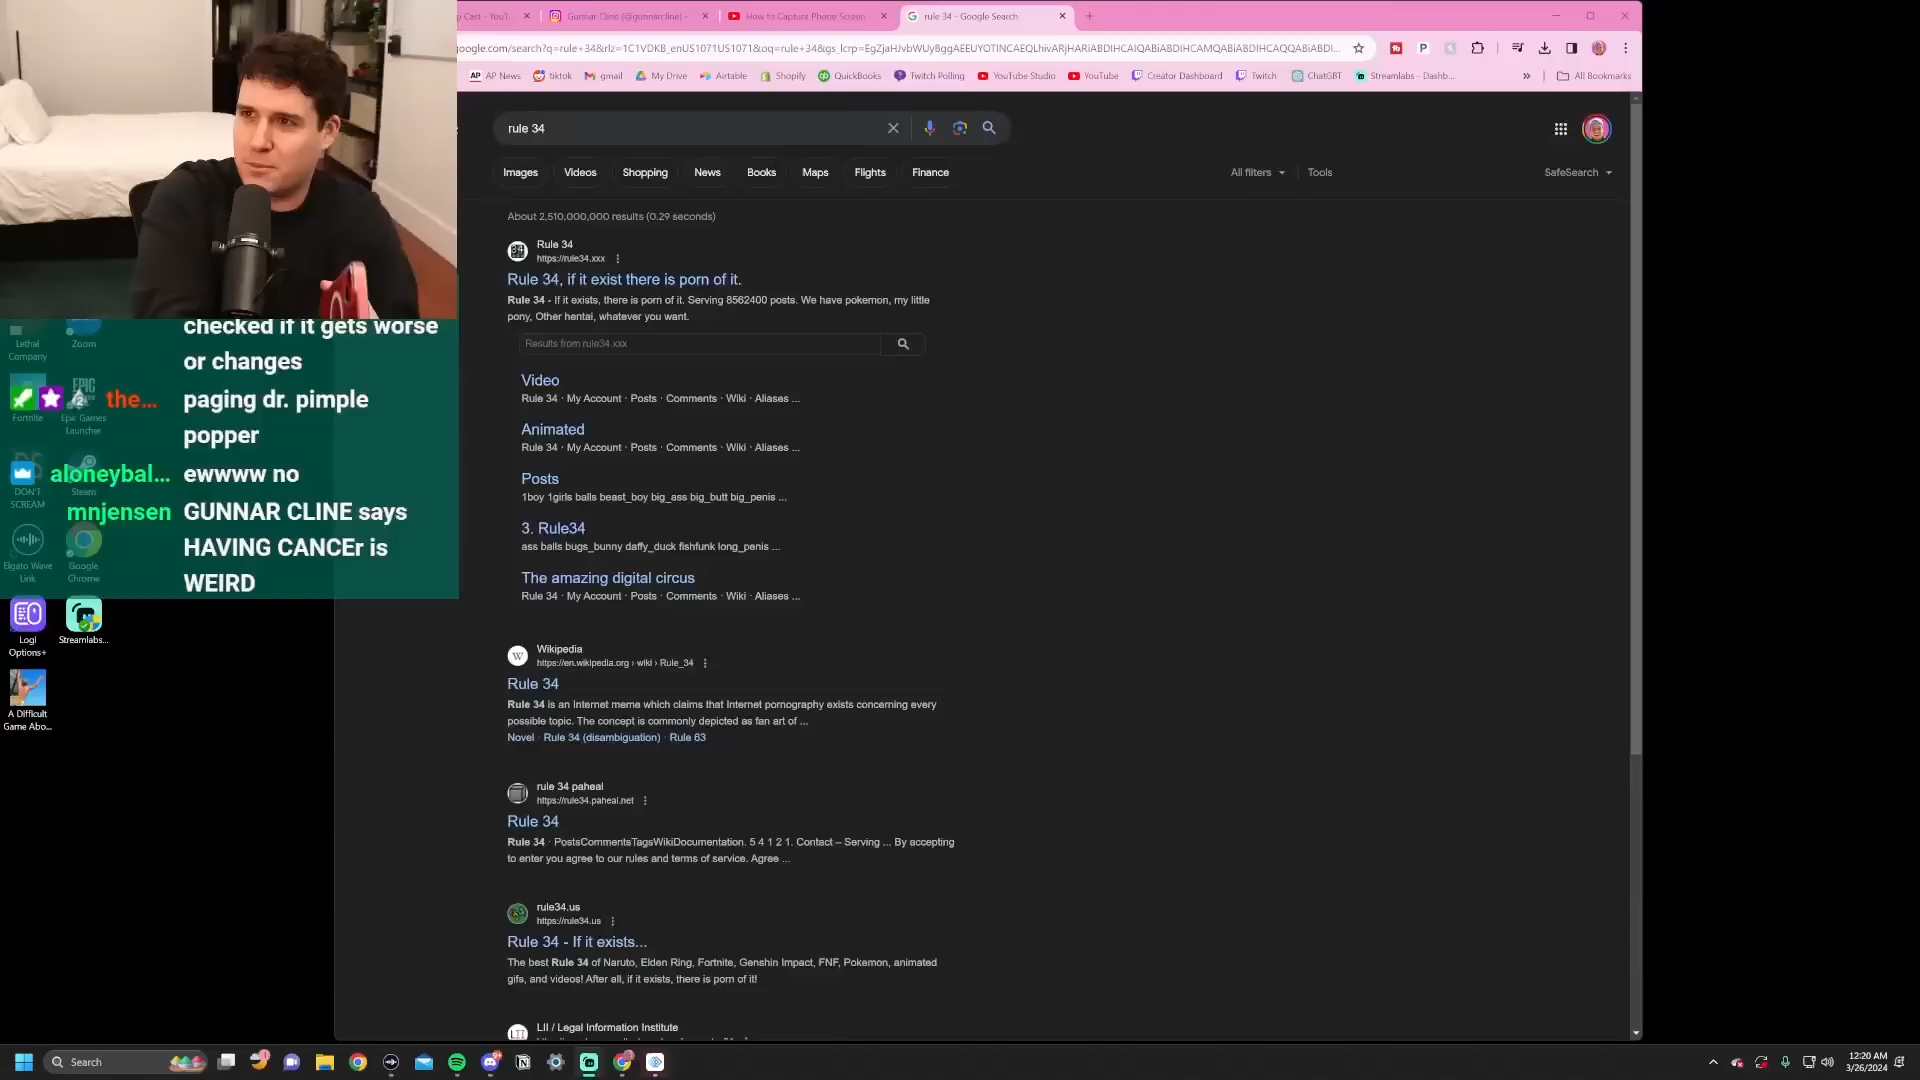 p Cast - YouT
Gunnar Cline (@gunnarcline) -
How to Capture Phone Screen
rule 34 - Google Search
google.com/search?q=rule+34&rlz=1C1VDKB_enUS1071US1071&oq=rule+34&gs_lcrp=
AP News
tiktok
gmail
My Drive
Airtable
Shopify
QuickBooks
Twitch Polling
YouTube Studio
YouTube
Creator Dashboard
Twitch
ChatGBT
Streamlabs - Dashb...
All Bookmarks
rule 34
Images
Videos
Shopping
News
Books
Maps
Flights
Finance
All filters
Tools
SafeSearch
About 2,510,000,000 results (0.29 seconds)
Rule 34
https://rule34.xxx
Rule 34, if it exist there is porn of it.
Rule 34 - If it exists, there is porn of it. Serving 8562400 posts. We have pokemon, my little
pony, Other hentai, whatever you want.
Results from rule34.xxx
Video
Rule 34 · My Account · Posts · Comments · Wiki · Aliases ...
Animated
Rule 34 · My Account · Posts · Comments · Wiki · Aliases ...
Posts
1boy 1girls balls beast_boy big_ass big_butt big_penis ...
3. Rule34
ass balls bugs_bunny daffy_duck fishfunk long_penis ...
The amazing digital circus
Rule 34 · My Account · Posts · Comments · Wiki · Aliases ...
Wikipedia
https://en.wikipedia.org › wiki › Rule_34
Rule 34
Rule 34 is an Internet meme which claims that Internet pornography exists concerning every
possible topic. The concept is commonly depicted as fan art of ...
Novel · Rule 34 (disambiguation) · Rule 63
rule 34 paheal
https://rule34.paheal.net
Rule 34
Rule 34 · PostsCommentsTagsWikiDocumentation. 5 4 1 2 1. Contact – Serving ... By accepting
to enter you agree to our rules and terms of service. Agree ...
rule34.us
https://rule34.us
Rule 34 - If it exists...
The best Rule 34 of Naruto, Elden Ring, Fortnite, Genshin Impact, FNF, Pokemon, animated
gifs, and videos! After all, if it exists, there is porn of it!
LII / Legal Information Institute
checked if it gets worse
or changes
the... paging dr. pimple
popper
aloneybal... ewwww no
mnjensen GUNNAR CLINE says
HAVING CANCEr is
WEIRD
Lethal
Company
Zoom
Fortnite
Epic Games
Launcher
DON'T
SCREAM
Steam
Elgato Wave
Link
Google
Chrome
Logi
Options+
Streamlabs...
A Difficult
Game Abo...
Search
12:20 AM
3/26/2024